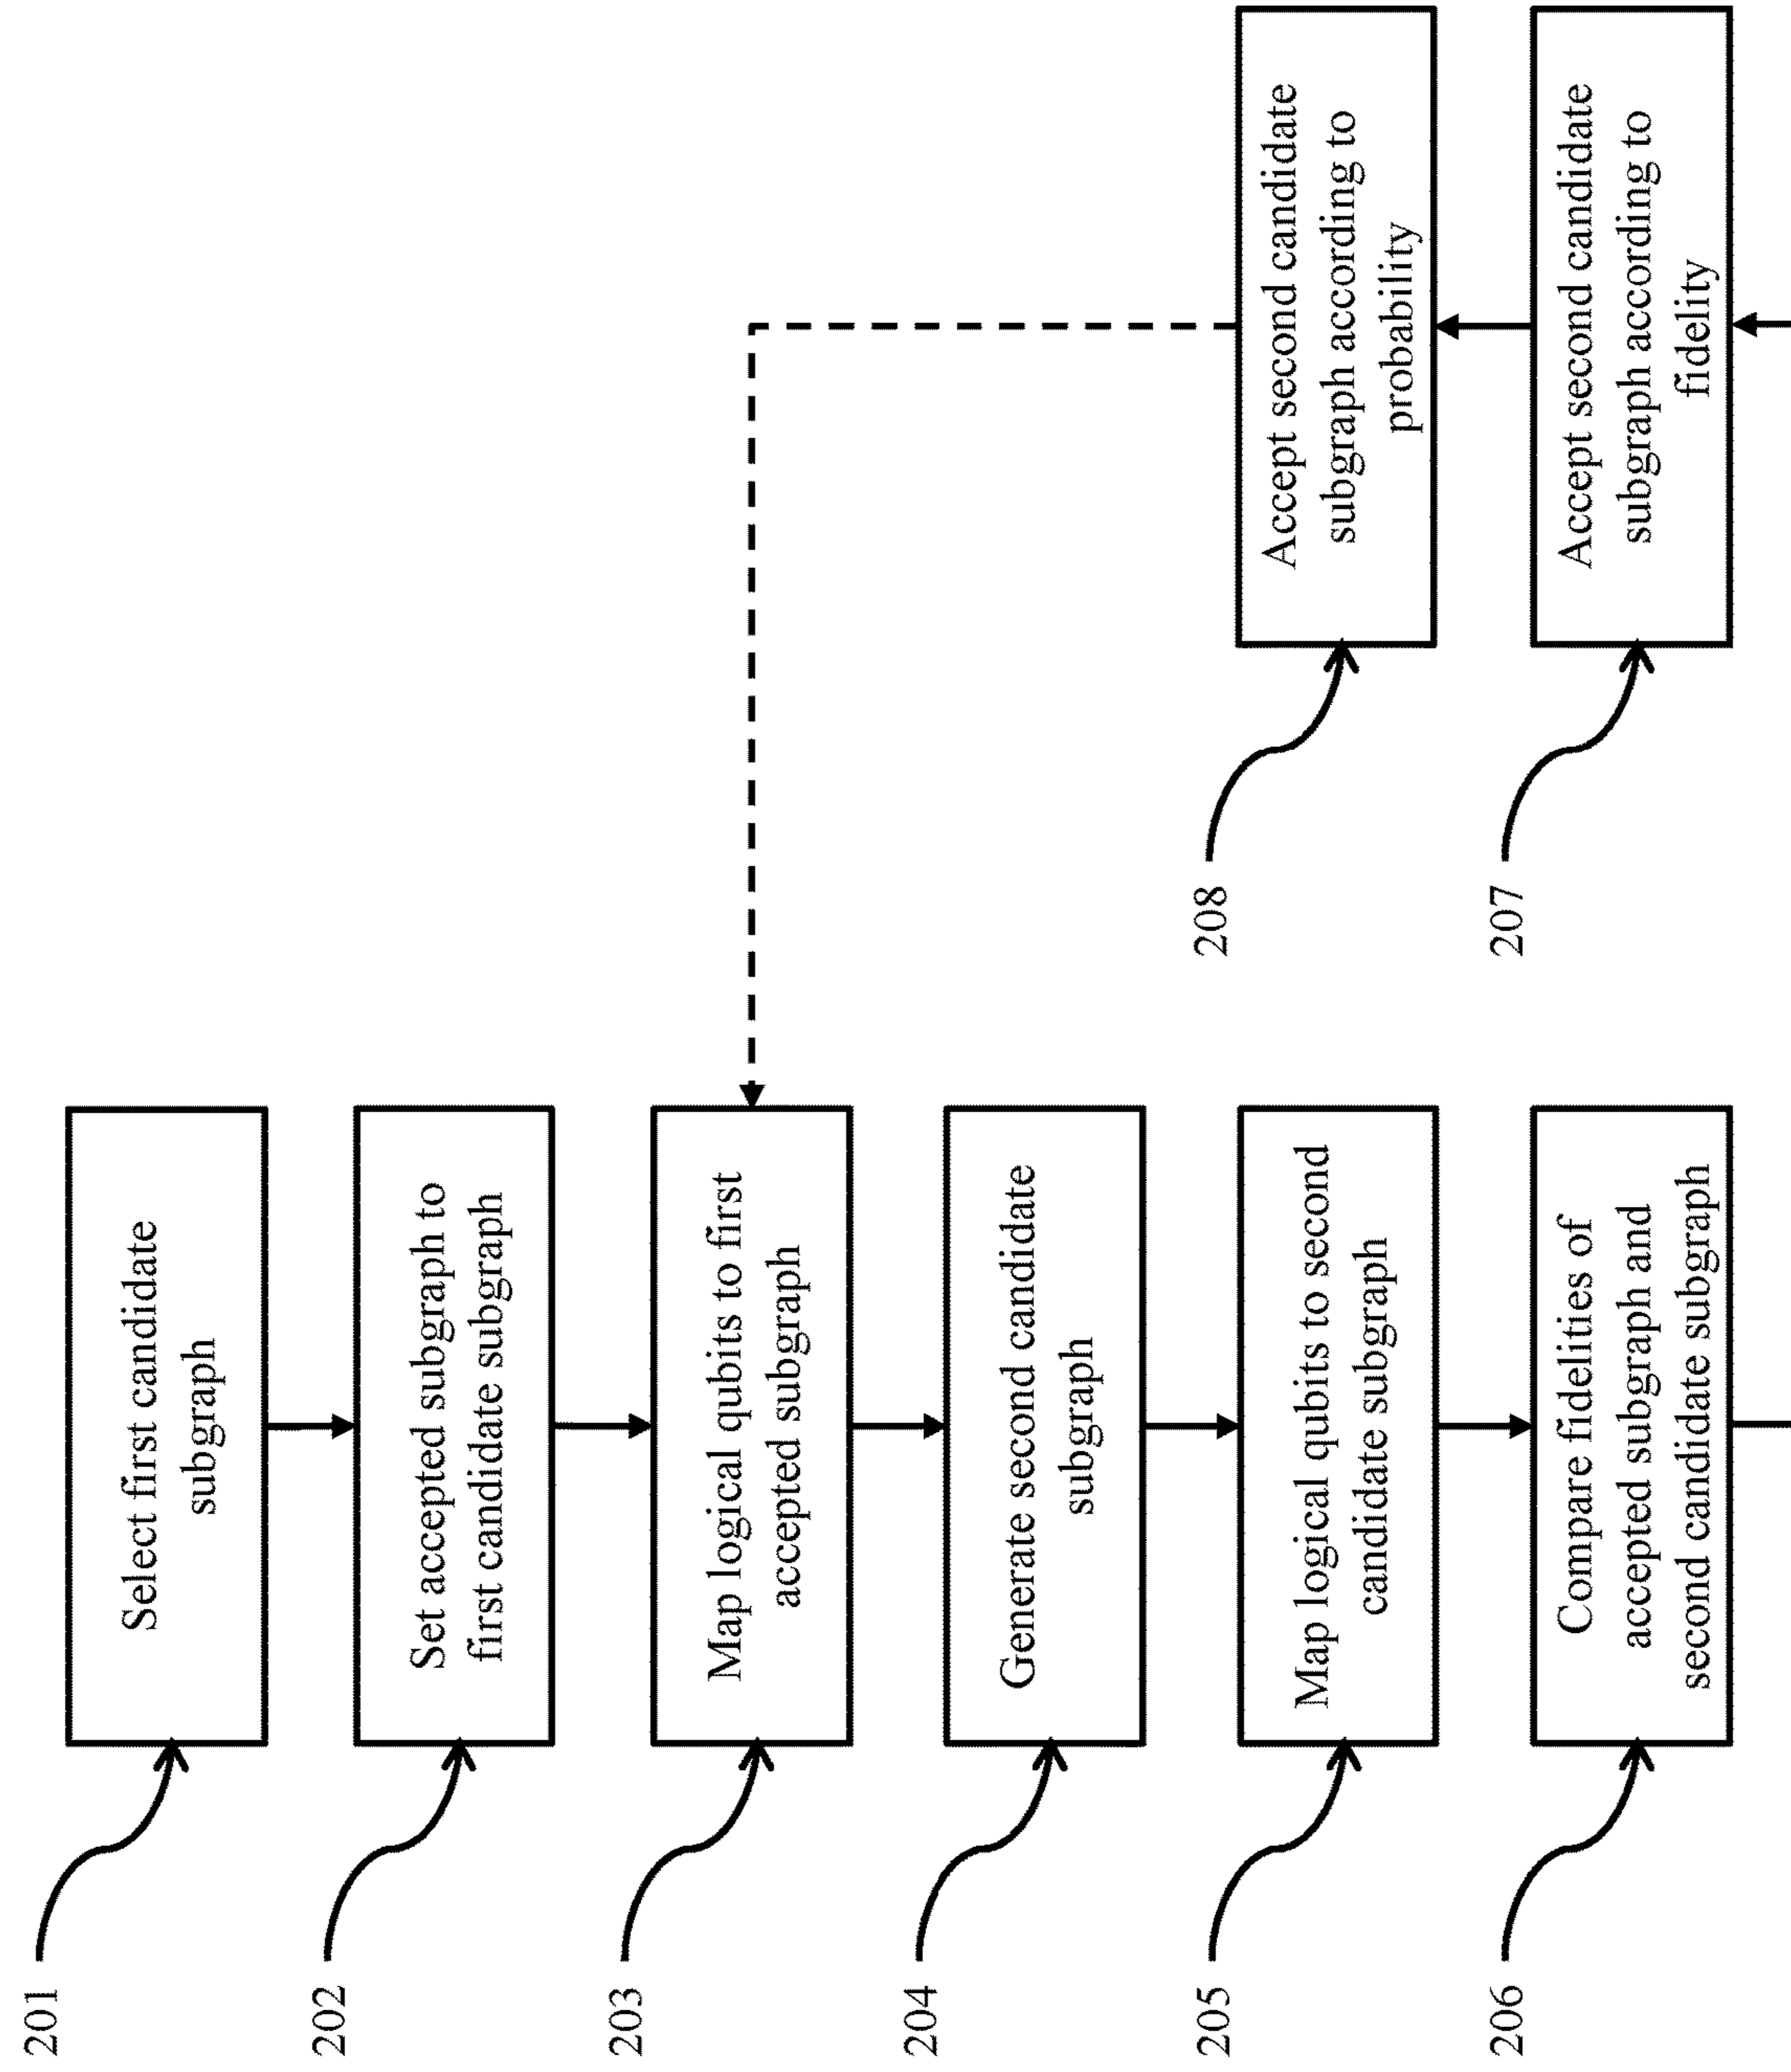 201
Select first candidate
subgraph
202
Set accepted subgraph to
first candidate subgraph
203
Map logical qubits to first
accepted subgraph
204
Generate second candidate
subgraph
205
Map logical qubits to second
candidate subgraph
206
Compare fidelities of
accepted subgraph and
second candidate subgraph
207
Accept second candidate
subgraph according to
fidelity
208
Accept second candidate
subgraph according to
probability